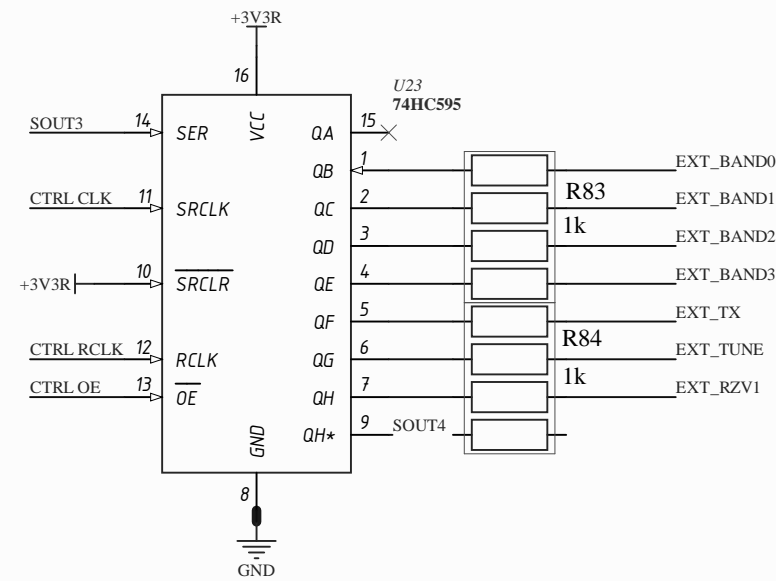 +3V3R
16
U23
74HC595
SOUT3 14 SER VCC QA 15
QB 1 EXT_BAND0
R83
CTRL CLK 11 SRCLK QC 2 EXT_BAND1
1k
QD 3 EXT_BAND2
+3V3R 10 SRCLR QE 4 EXT_BAND3
QF 5 EXT_TX
R84
CTRL RCLK 12 RCLK QG 6 EXT_TUNE
1k
CTRL OE 13 OE QH 7 EXT_RZV1
GND QH* 9 SOUT4
8
GND